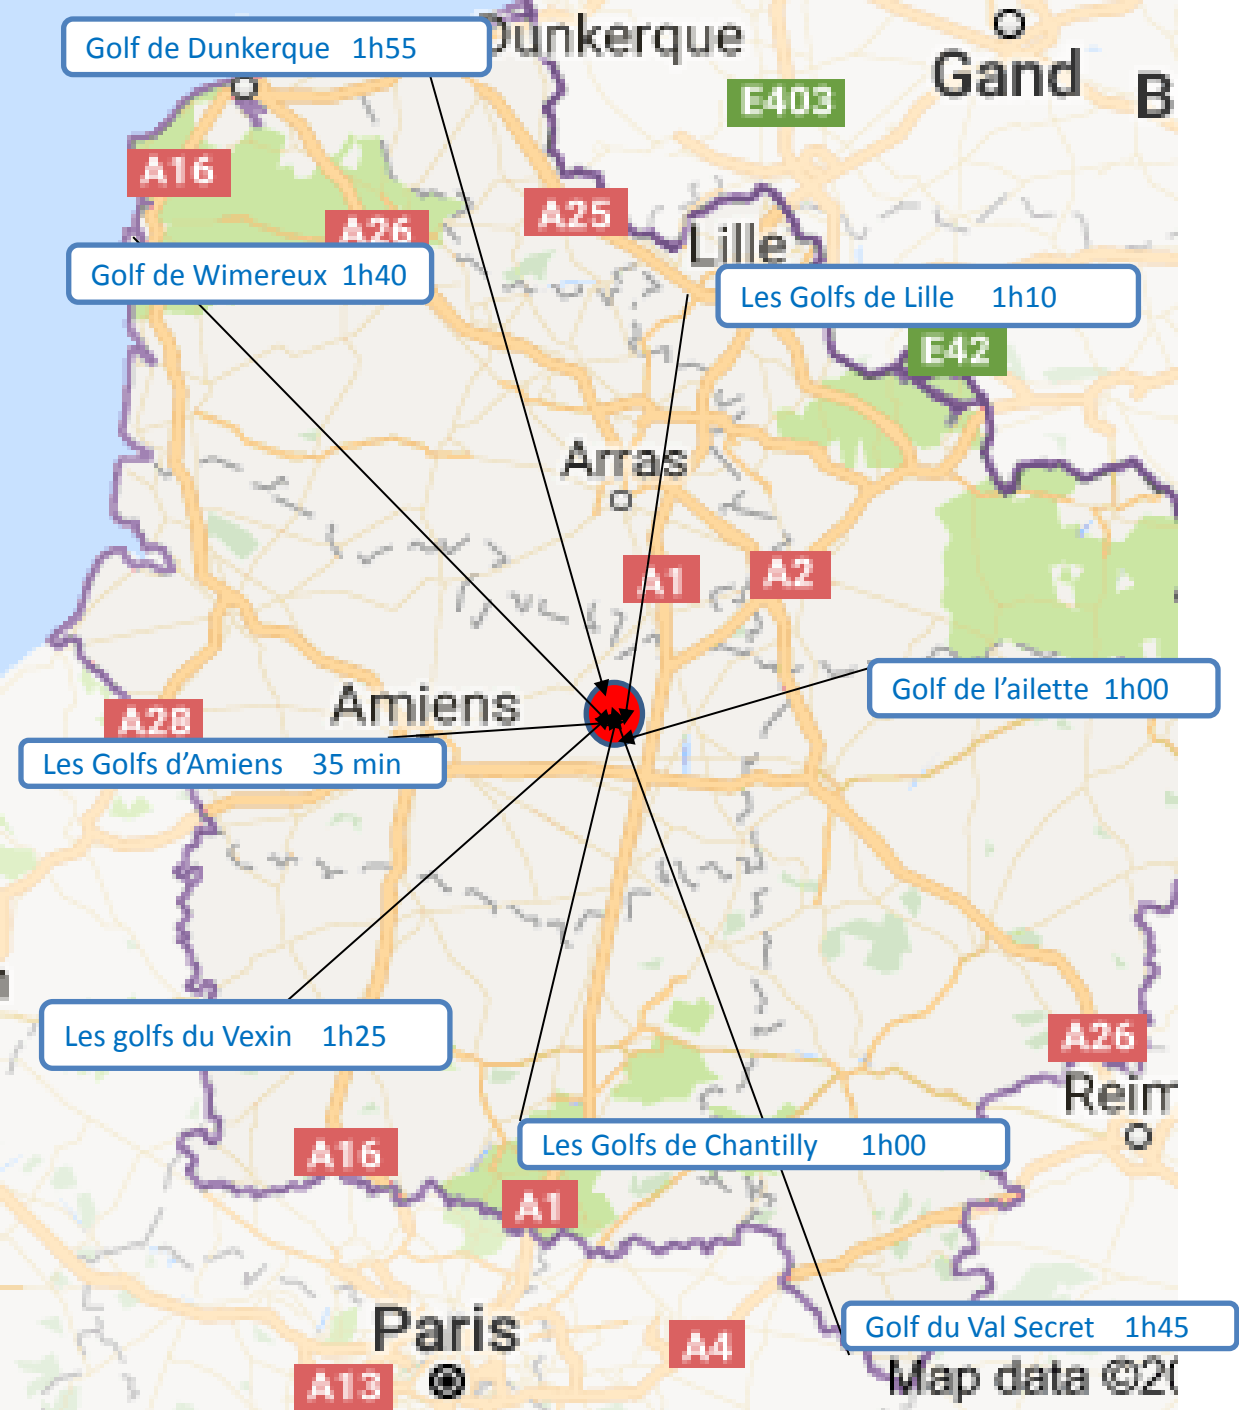 Golf de Dunkerque 1h55
Dunkerque
Gand
B
E403
A16
A26
A25
Lille
Golf de Wimereux 1h40
Les Golfs de Lille 1h10
E42
Arras
A1
A2
Golf de l’ailette 1h00
Amiens
A28
Les Golfs d’Amiens 35 min
Les golfs du Vexin 1h25
A26
Reim
Les Golfs de Chantilly 1h00
A16
A1
Golf du Val Secret 1h45
Paris
A4
Map data ©20
A13